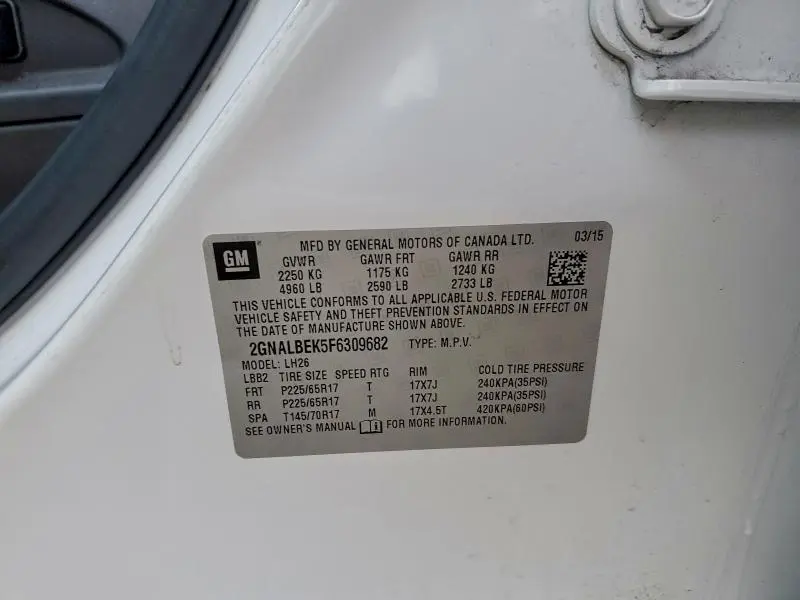 GM
MFD BY GENERAL MOTORS OF CANADA LTD. 03/15
GVWR GAWR FRT GAWR RR
2250 KG 1175 KG 1240 KG
4960 LB 2590 LB 2733 LB
THIS VEHICLE CONFORMS TO ALL APPLICABLE U.S. FEDERAL MOTOR
VEHICLE SAFETY AND THEFT PREVENTION STANDARDS IN EFFECT ON
THE DATE OF MANUFACTURE SHOWN ABOVE.
2GNALBEK5F6309682 TYPE: M.P.V.
MODEL: LH26
LBB2 TIRE SIZE SPEED RTG RIM COLD TIRE PRESSURE
FRT P225/65R17 T 17X7J 240KPA(35PSI)
RR P225/65R17 T 17X7J 240KPA(35PSI)
SPA T145/70R17 M 17X4.5T 420KPA(60PSI)
SEE OWNER'S MANUAL FOR MORE INFORMATION.